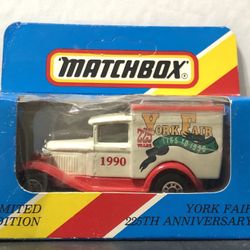 MATCHBOX
YORK FAIR
225 YEARS
1765 TO 1990
1990
LIMITED
EDITION
YORK FAIR
225TH ANNIVERSARY